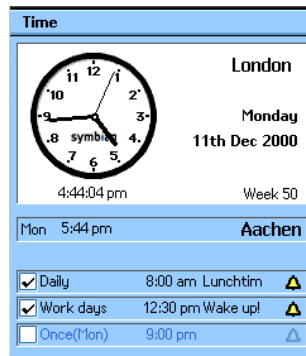 Time
12
11
1
10
2
9
3
8
symbian
4
7
5
6
London
Monday
11th Dec 2000
4:44:04 pm
Week 50
Mon 5:44 pm Aachen
Daily 8:00 am Lunchtim
Work days 12:30 pm Wake up!
Once(Mon) 9:00 pm